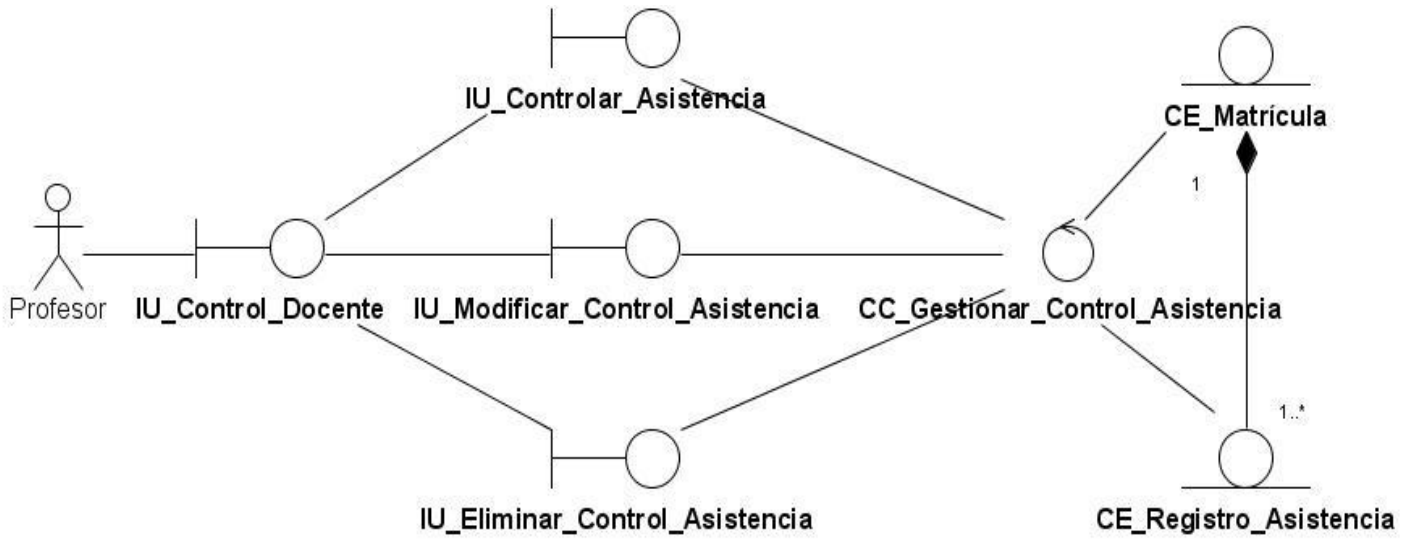 IU_Controlar_Asistencia
CE_Matrícula
1
Profesor
IU_Control_Docente
IU_Modificar_Control_Asistencia
CC_Gestionar_Control_Asistencia
1..*
IU_Eliminar_Control_Asistencia
CE_Registro_Asistencia